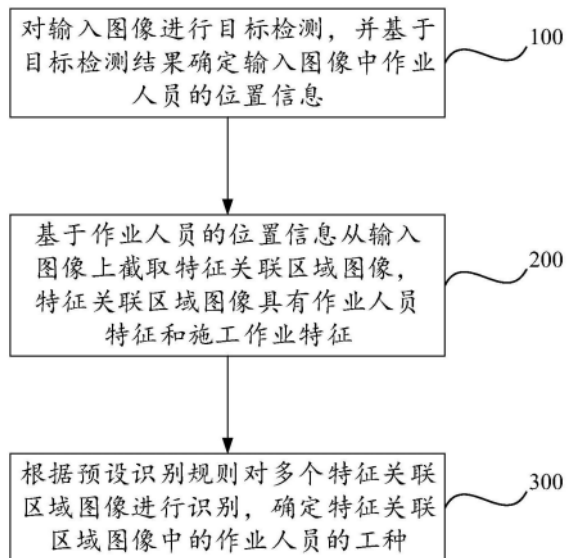 对输入图像进行目标检测，并基于
目标检测结果确定输入图像中作业
人员的位置信息
100
基于作业人员的位置信息从输入
图像上截取特征关联区域图像，
特征关联区域图像具有作业人员
特征和施工作业特征
200
根据预设识别规则对多个特征关联
区域图像进行识别，确定特征关联
区域图像中的作业人员的工种
300